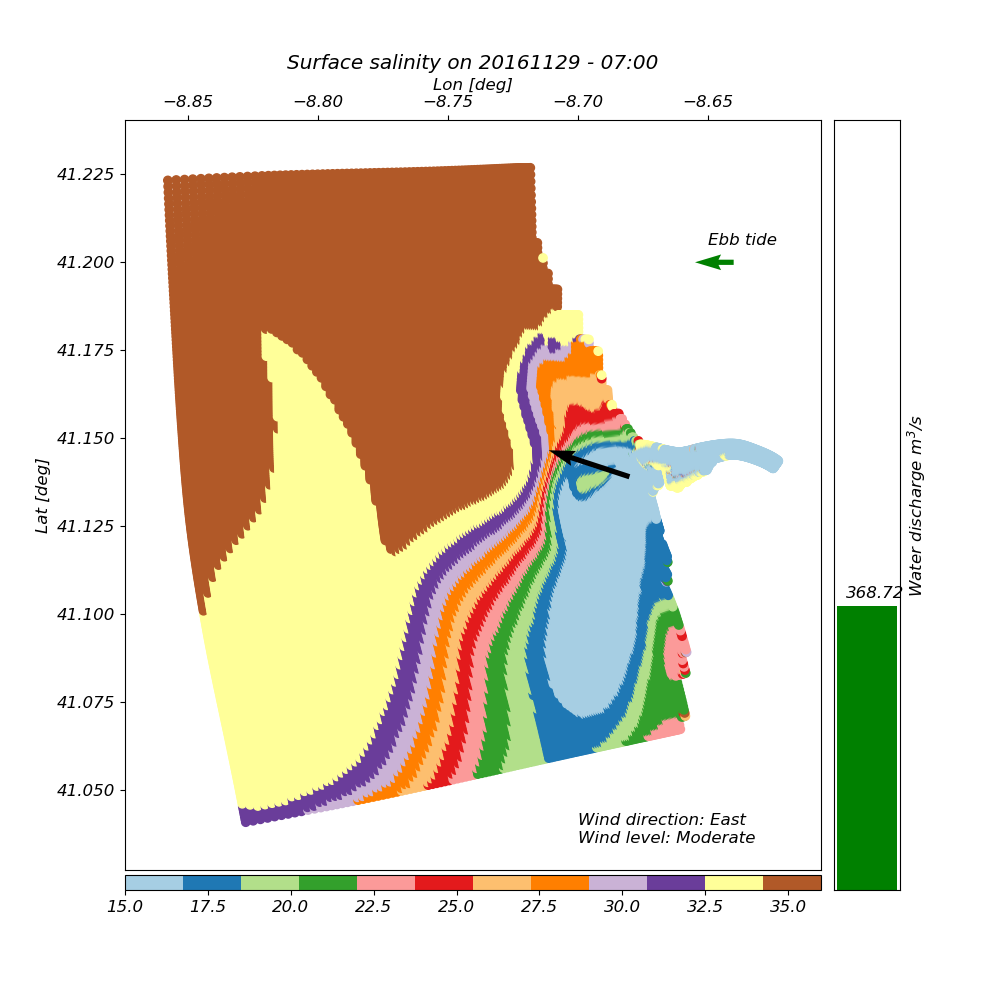 Surface salinity on 20161129 - 07:00
Lon [deg]
−8.85 −8.80 −8.75 −8.70 −8.65
41.225
41.200
41.175
41.150
41.125
41.100
41.075
41.050
Lat [deg]
Ebb tide
Wind direction: East
Wind level: Moderate
368.72
Water discharge m³/s
15.0 17.5 20.0 22.5 25.0 27.5 30.0 32.5 35.0